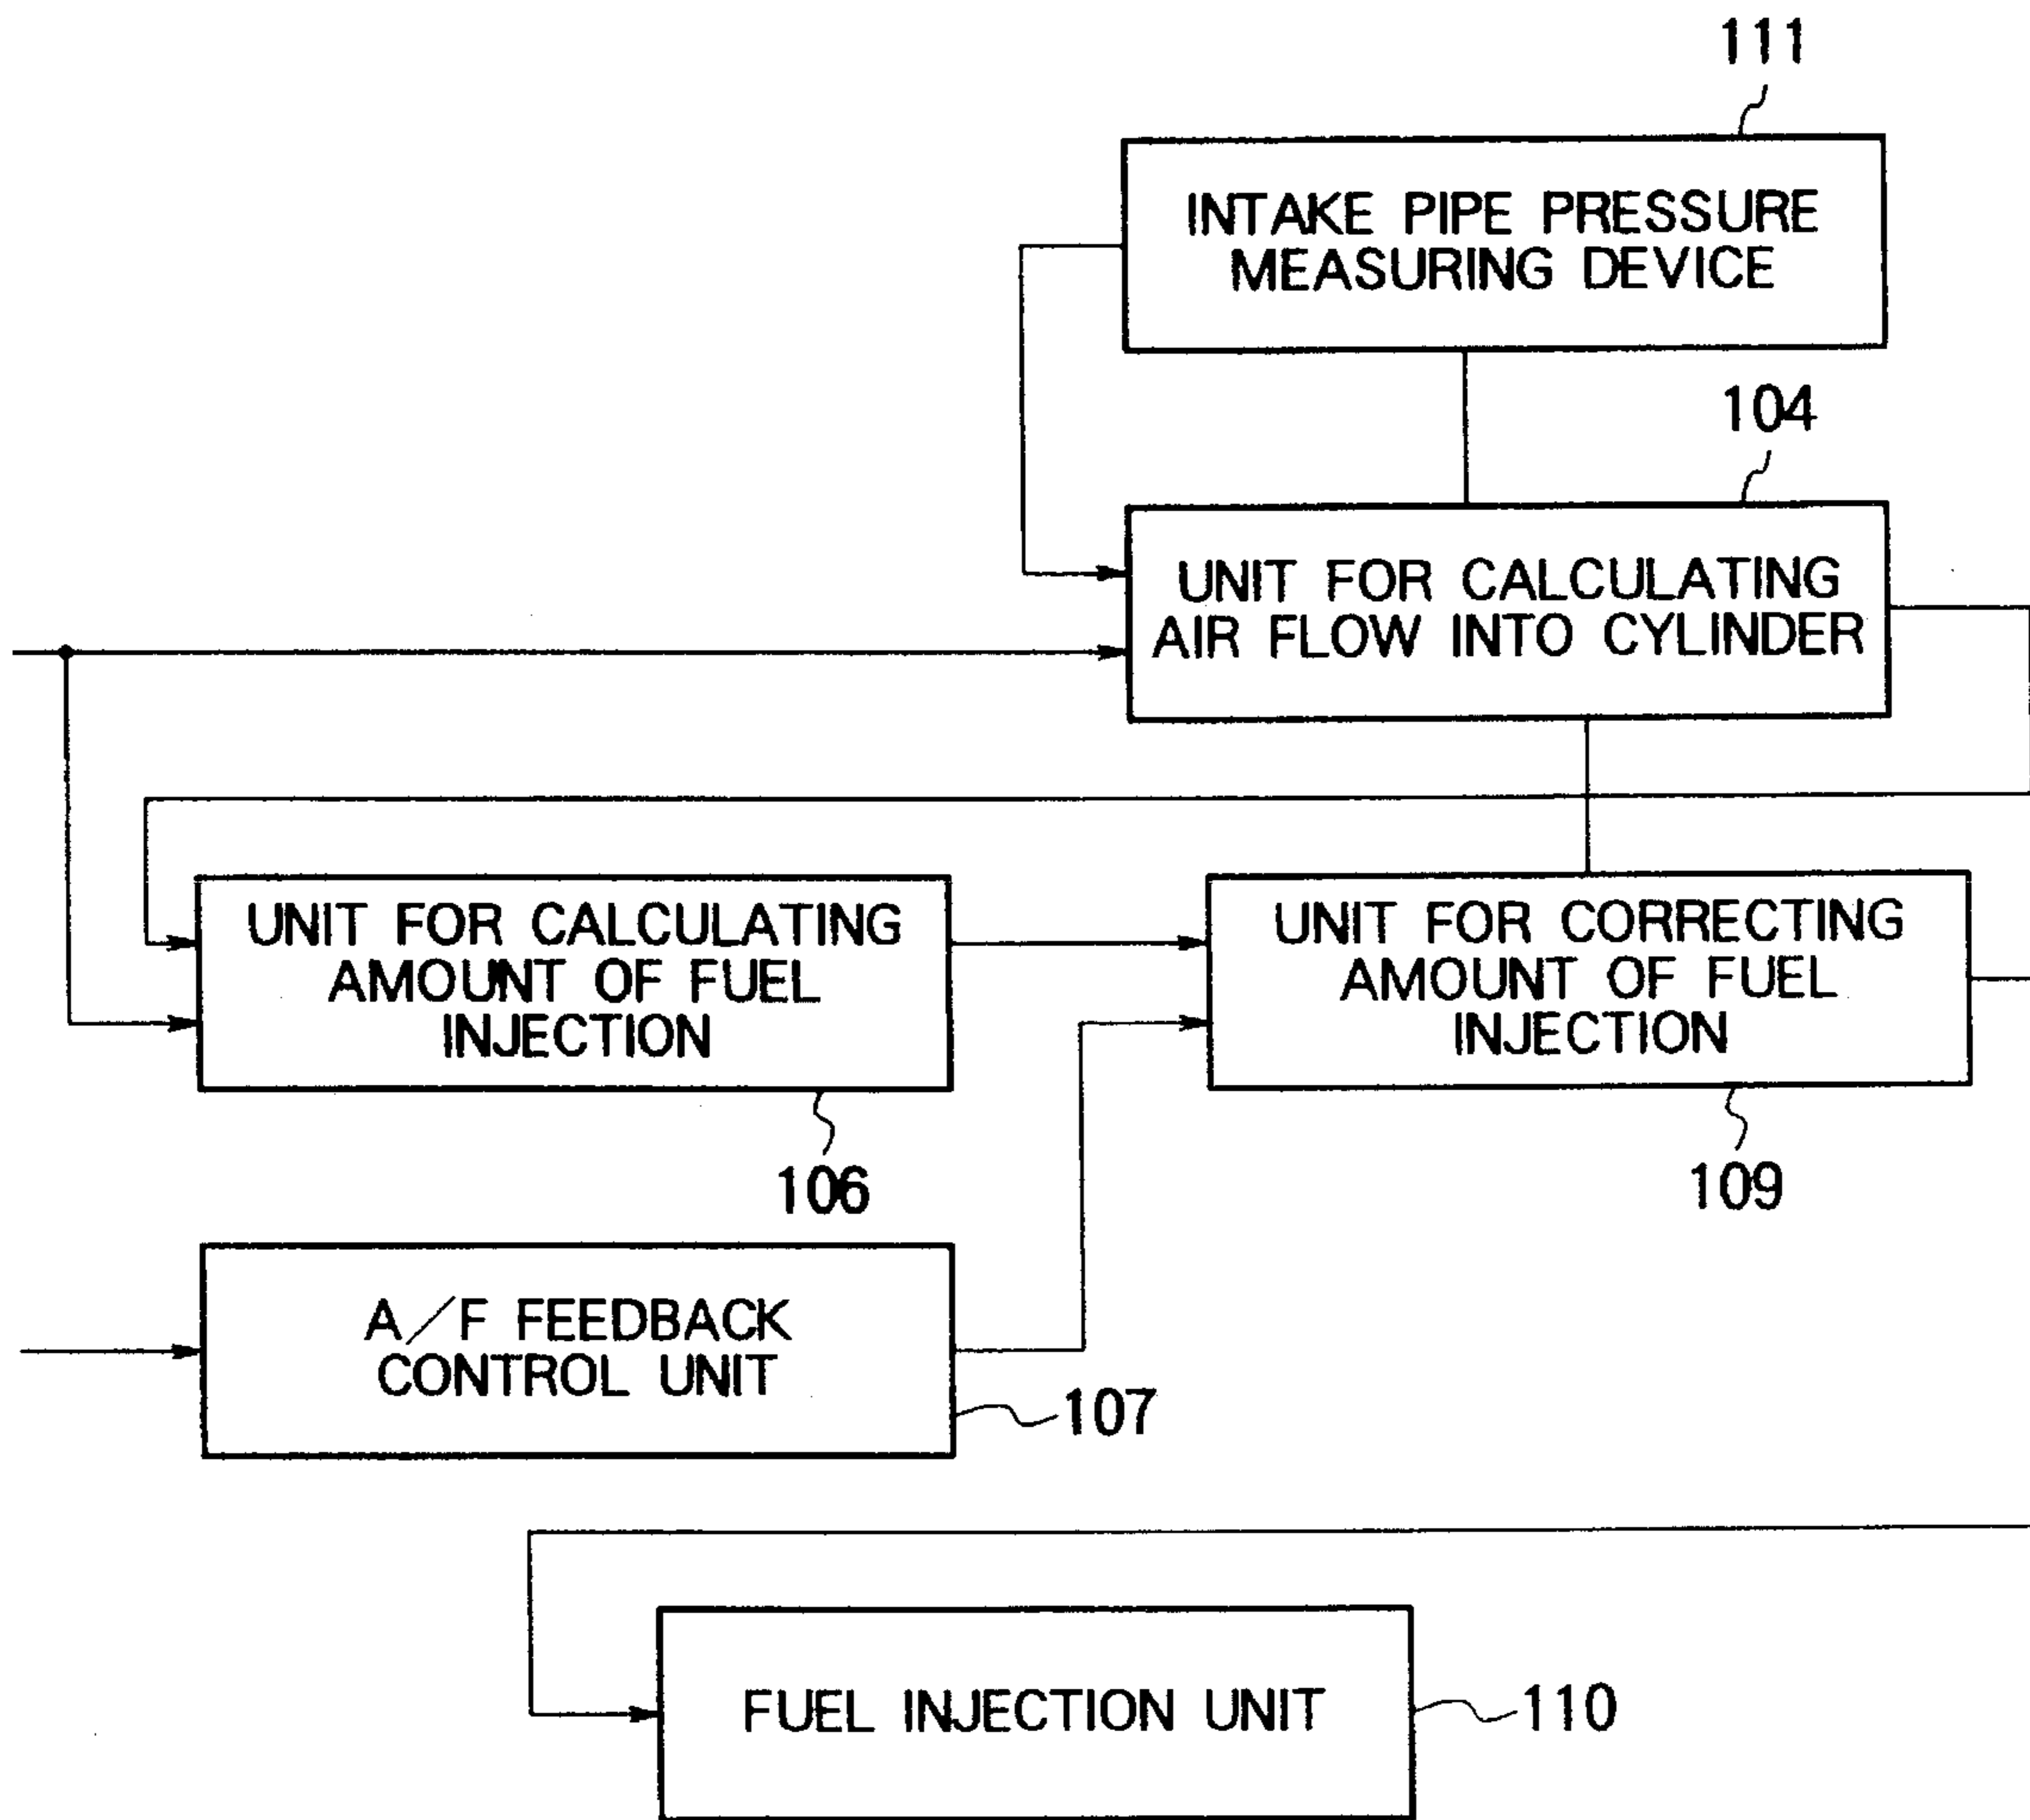 111
INTAKE PIPE PRESSURE
MEASURING DEVICE
104
UNIT FOR CALCULATING
AIR FLOW INTO CYLINDER
UNIT FOR CALCULATING
AMOUNT OF FUEL
INJECTION
106
UNIT FOR CORRECTING
AMOUNT OF FUEL
INJECTION
109
A/F FEEDBACK
CONTROL UNIT
107
FUEL INJECTION UNIT
110